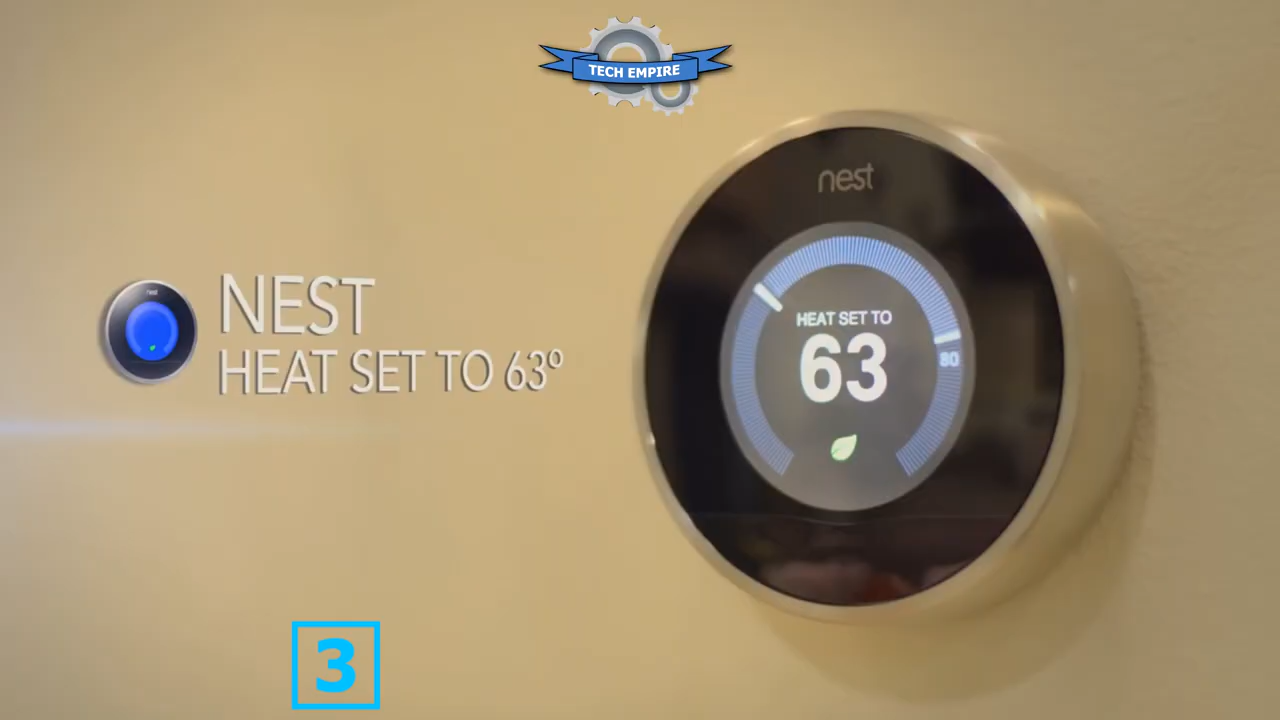 TECH EMPIRE
nest
NEST
HEAT SET TO 63º
HEAT SET TO
63
80
3